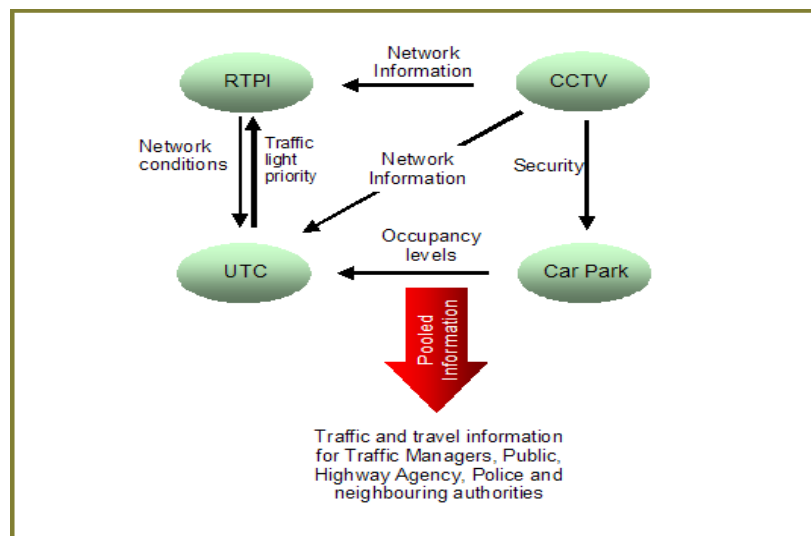 Network
Information
RTPI
CCTV
Network
conditions
Traffic
light
priority
Network
Information
Security
Occupancy
levels
UTC
Car Park
Pooled
Information
Traffic and travel information
for Traffic Managers, Public,
Highway Agency, Police and
neighbouring authorities